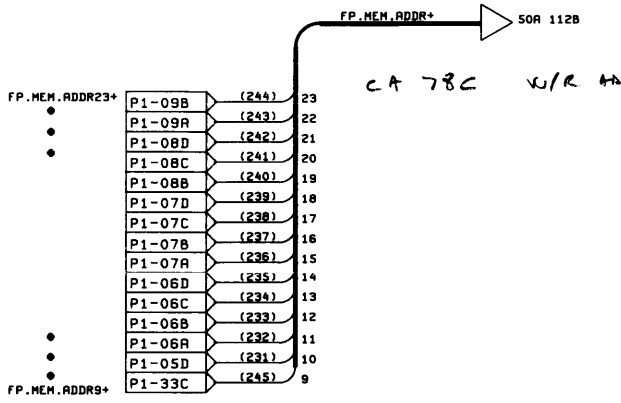 FP.MEM.ADDR+ 50A 112B
CA 78C W/R AD
FP.MEM.ADDR23+ P1-09B (244) 23
P1-09A (243) 22
P1-08D (242) 21
P1-08C (241) 20
P1-08B (240) 19
P1-07D (239) 18
P1-07C (238) 17
P1-07B (237) 16
P1-07A (236) 15
P1-06D (235) 14
P1-06C (234) 13
P1-06B (233) 12
P1-06A (232) 11
P1-05D (231) 10
FP.MEM.ADDR9+ P1-33C (245) 9